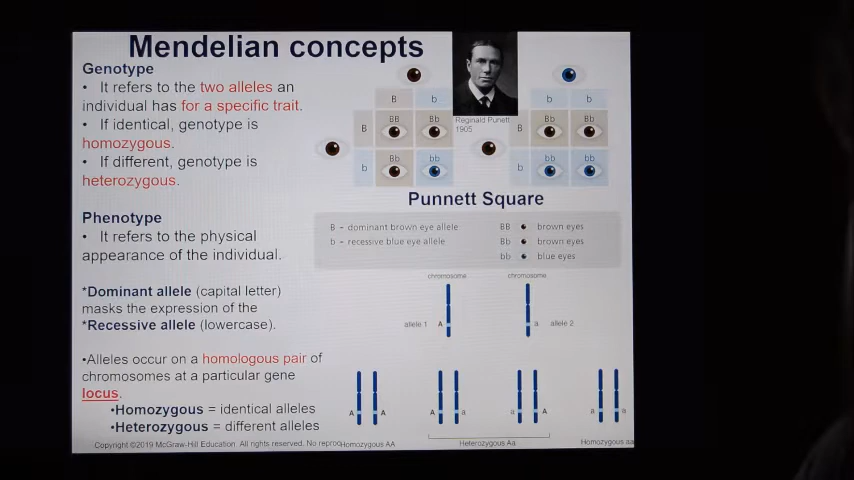 Mendelian concepts
Genotype
• It refers to the two alleles an
individual has for a specific trait.
• If identical, genotype is
homozygous.
• If different, genotype is
heterozygous.
Phenotype
• It refers to the physical
appearance of the individual.
*Dominant allele (capital letter)
masks the expression of the
*Recessive allele (lowercase).
•Alleles occur on a homologous pair of
chromosomes at a particular gene
locus.
•Homozygous = identical alleles
•Heterozygous = different alleles
Copyright ©2019 McGraw-Hill Education. All rights reserved. No repro
B b
B BB Bb
b Bb bb
Reginald Punett
1905
b b
B Bb Bb
b bb bb
Punnett Square
B - dominant brown eye allele
b - recessive blue eye allele
BB brown eyes
Bb brown eyes
bb blue eyes
chromosome chromosome
allele 1 A a allele 2
A A A a a A a a
Homozygous AA Heterozygous Aa Homozygous aa